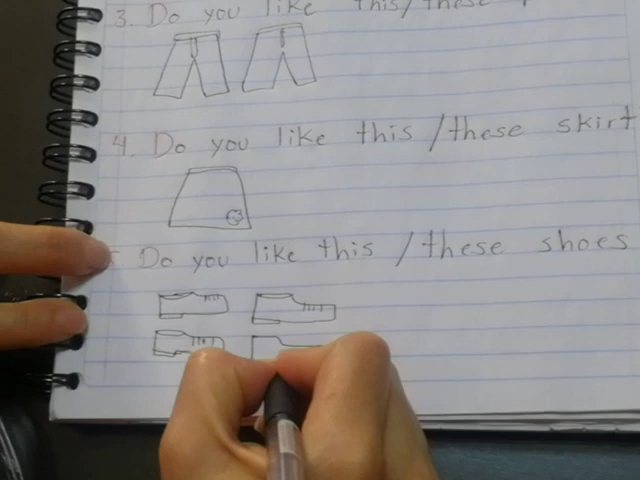 3. Do you like this/these
4. Do you like this/these skirt
Do you like this/these shoes